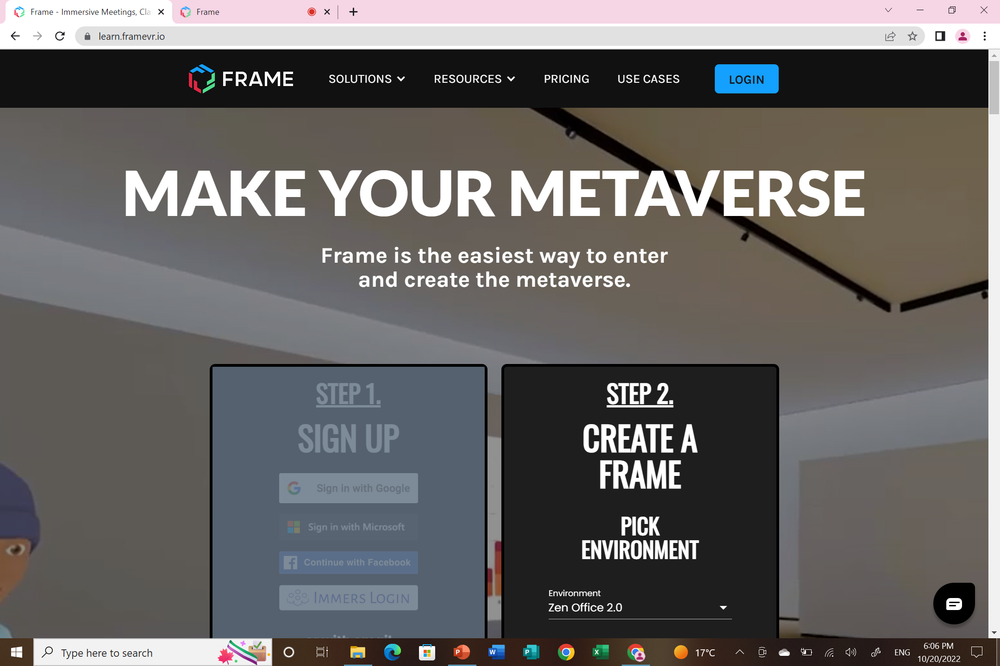 Frame - Immersive Meetings, Cla
Frame
learn.framevr.io
FRAME
SOLUTIONS
RESOURCES
PRICING
USE CASES
LOGIN
MAKE YOUR METAVERSE
Frame is the easiest way to enter
and create the metaverse.
STEP 1.
SIGN UP
Sign in with Google
Sign in with Microsoft
Continue with Facebook
IMMERS LOGIN
STEP 2.
CREATE A
FRAME
PICK
ENVIRONMENT
Environment
Zen Office 2.0
Type here to search
17°C
ENG
6:06 PM
10/20/2022